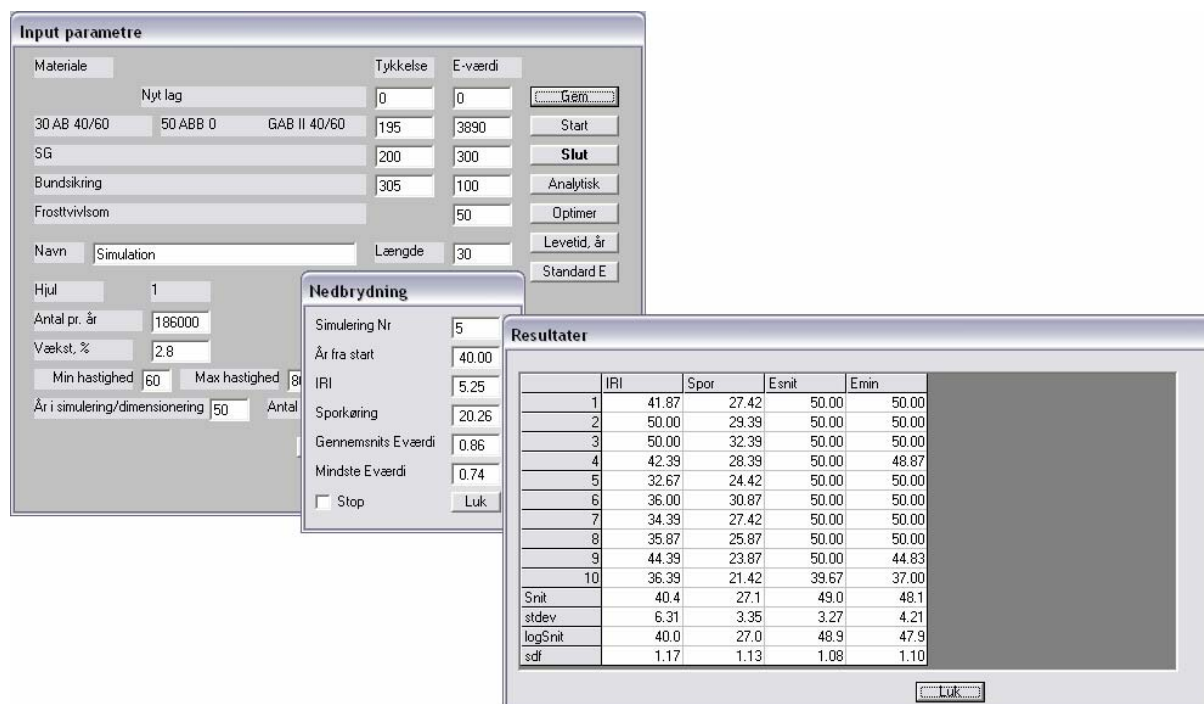 Input parametre
Materiale Tykkelse E-værdi
Nyt lag 0 0 Gem
30 AB 40/60 50 ABB 0 GAB II 40/60 195 3890 Start
SG 200 300 Slut
Bundsikring 305 100 Analytisk
Frosttvivlsom 50 Optimer
Navn Simulation Længde 30 Levetid, år
Standard E
Hjul 1
Antal pr. år 186000
Vækst, % 2.8
Min hastighed 60 Max hastighed
År i simulering/dimensionering 50 Antal
Nedbrydning
Simulering Nr 5
År fra start 40.00
IRI 5.25
Sporkøring 20.26
Gennemsnits Eværdi 0.86
Mindste Eværdi 0.74
Stop Luk
Resultater
IRI Spor Esnit Emin
1 41.87 27.42 50.00 50.00
2 50.00 29.39 50.00 50.00
3 50.00 32.39 50.00 50.00
4 42.39 28.39 50.00 48.87
5 32.67 24.42 50.00 50.00
6 36.00 30.87 50.00 50.00
7 34.39 27.42 50.00 50.00
8 35.87 25.87 50.00 50.00
9 44.39 23.87 50.00 44.83
10 36.39 21.42 39.67 37.00
Snit 40.4 27.1 49.0 48.1
stdev 6.31 3.35 3.27 4.21
logSnit 40.0 27.0 48.9 47.9
sdf 1.17 1.13 1.08 1.10
Luk